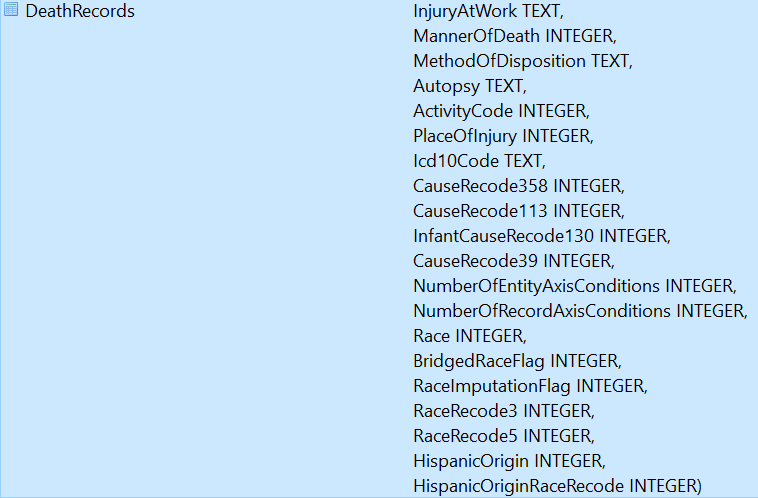 DeathRecords InjuryAtWork TEXT,
MannerOfDeath INTEGER,
MethodOfDisposition TEXT,
Autopsy TEXT,
ActivityCode INTEGER,
PlaceOfInjury INTEGER,
Icd10Code TEXT,
CauseRecode358 INTEGER,
CauseRecode113 INTEGER,
InfantCauseRecode130 INTEGER,
CauseRecode39 INTEGER,
NumberOfEntityAxisConditions INTEGER,
NumberOfRecordAxisConditions INTEGER,
Race INTEGER,
BridgedRaceFlag INTEGER,
RaceImputationFlag INTEGER,
RaceRecode3 INTEGER,
RaceRecode5 INTEGER,
HispanicOrigin INTEGER,
HispanicOriginRaceRecode INTEGER)